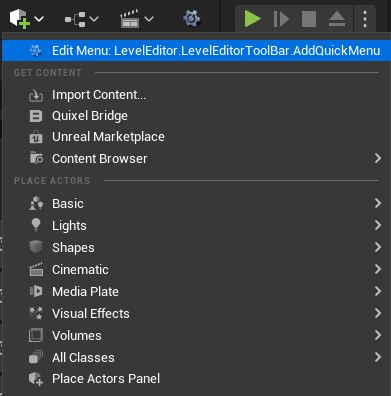 Edit Menu: LevelEditor.LevelEditorToolBar.AddQuickMenu
GET CONTENT
Import Content...
Quixel Bridge
Unreal Marketplace
Content Browser
PLACE ACTORS
Basic
Lights
Shapes
Cinematic
Media Plate
Visual Effects
Volumes
All Classes
Place Actors Panel